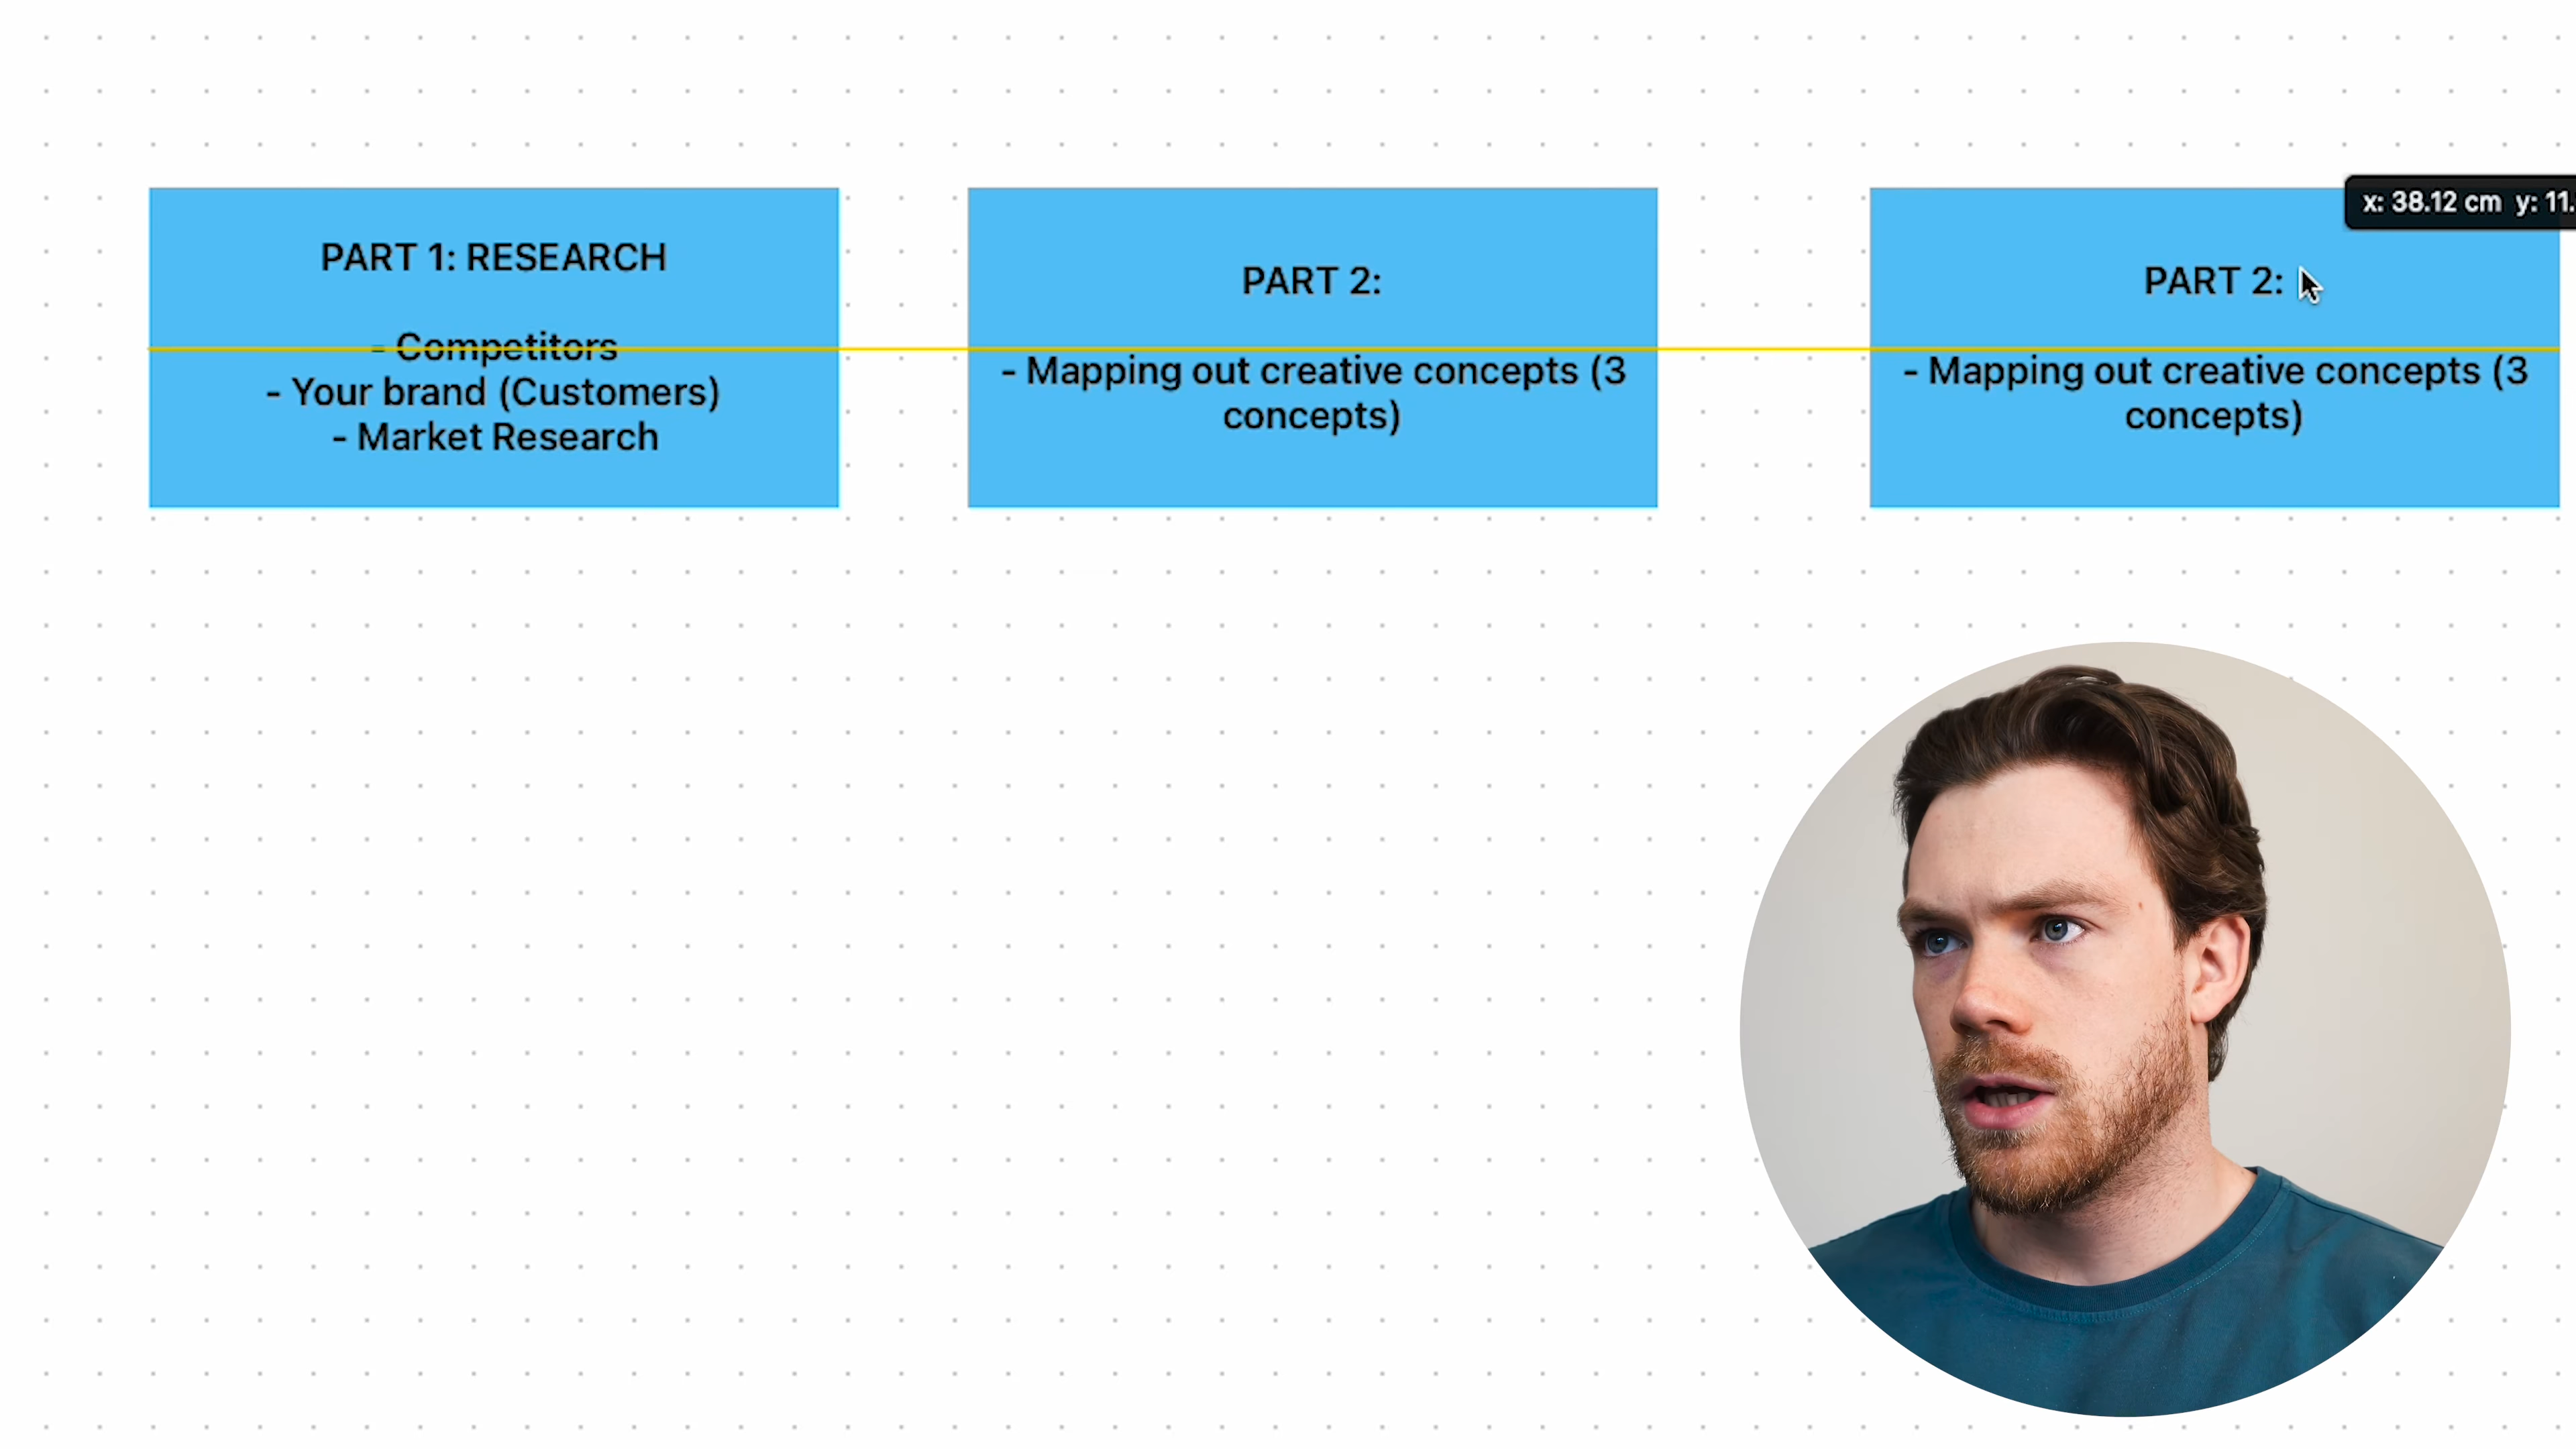 PART 1: RESEARCH
- Competitors
- Your brand (Customers)
- Market Research
PART 2:
- Mapping out creative concepts (3
concepts)
x: 38.12 cm y: 11.
PART 2:
- Mapping out creative concepts (3
concepts)